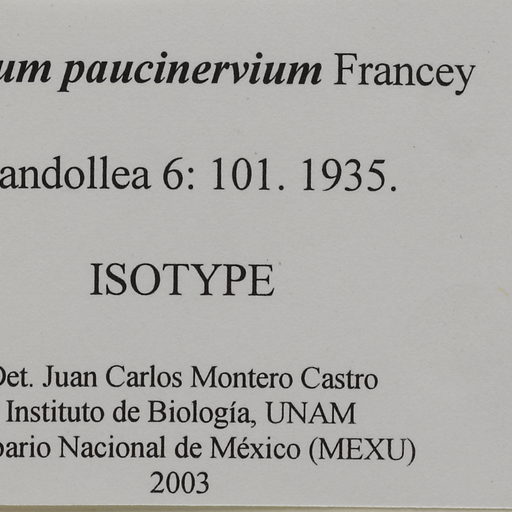 um paucinervium Francey
andollea 6: 101. 1935.
ISOTYPE
Det. Juan Carlos Montero Castro
Instituto de Biología, UNAM
bario Nacional de México (MEXU)
2003